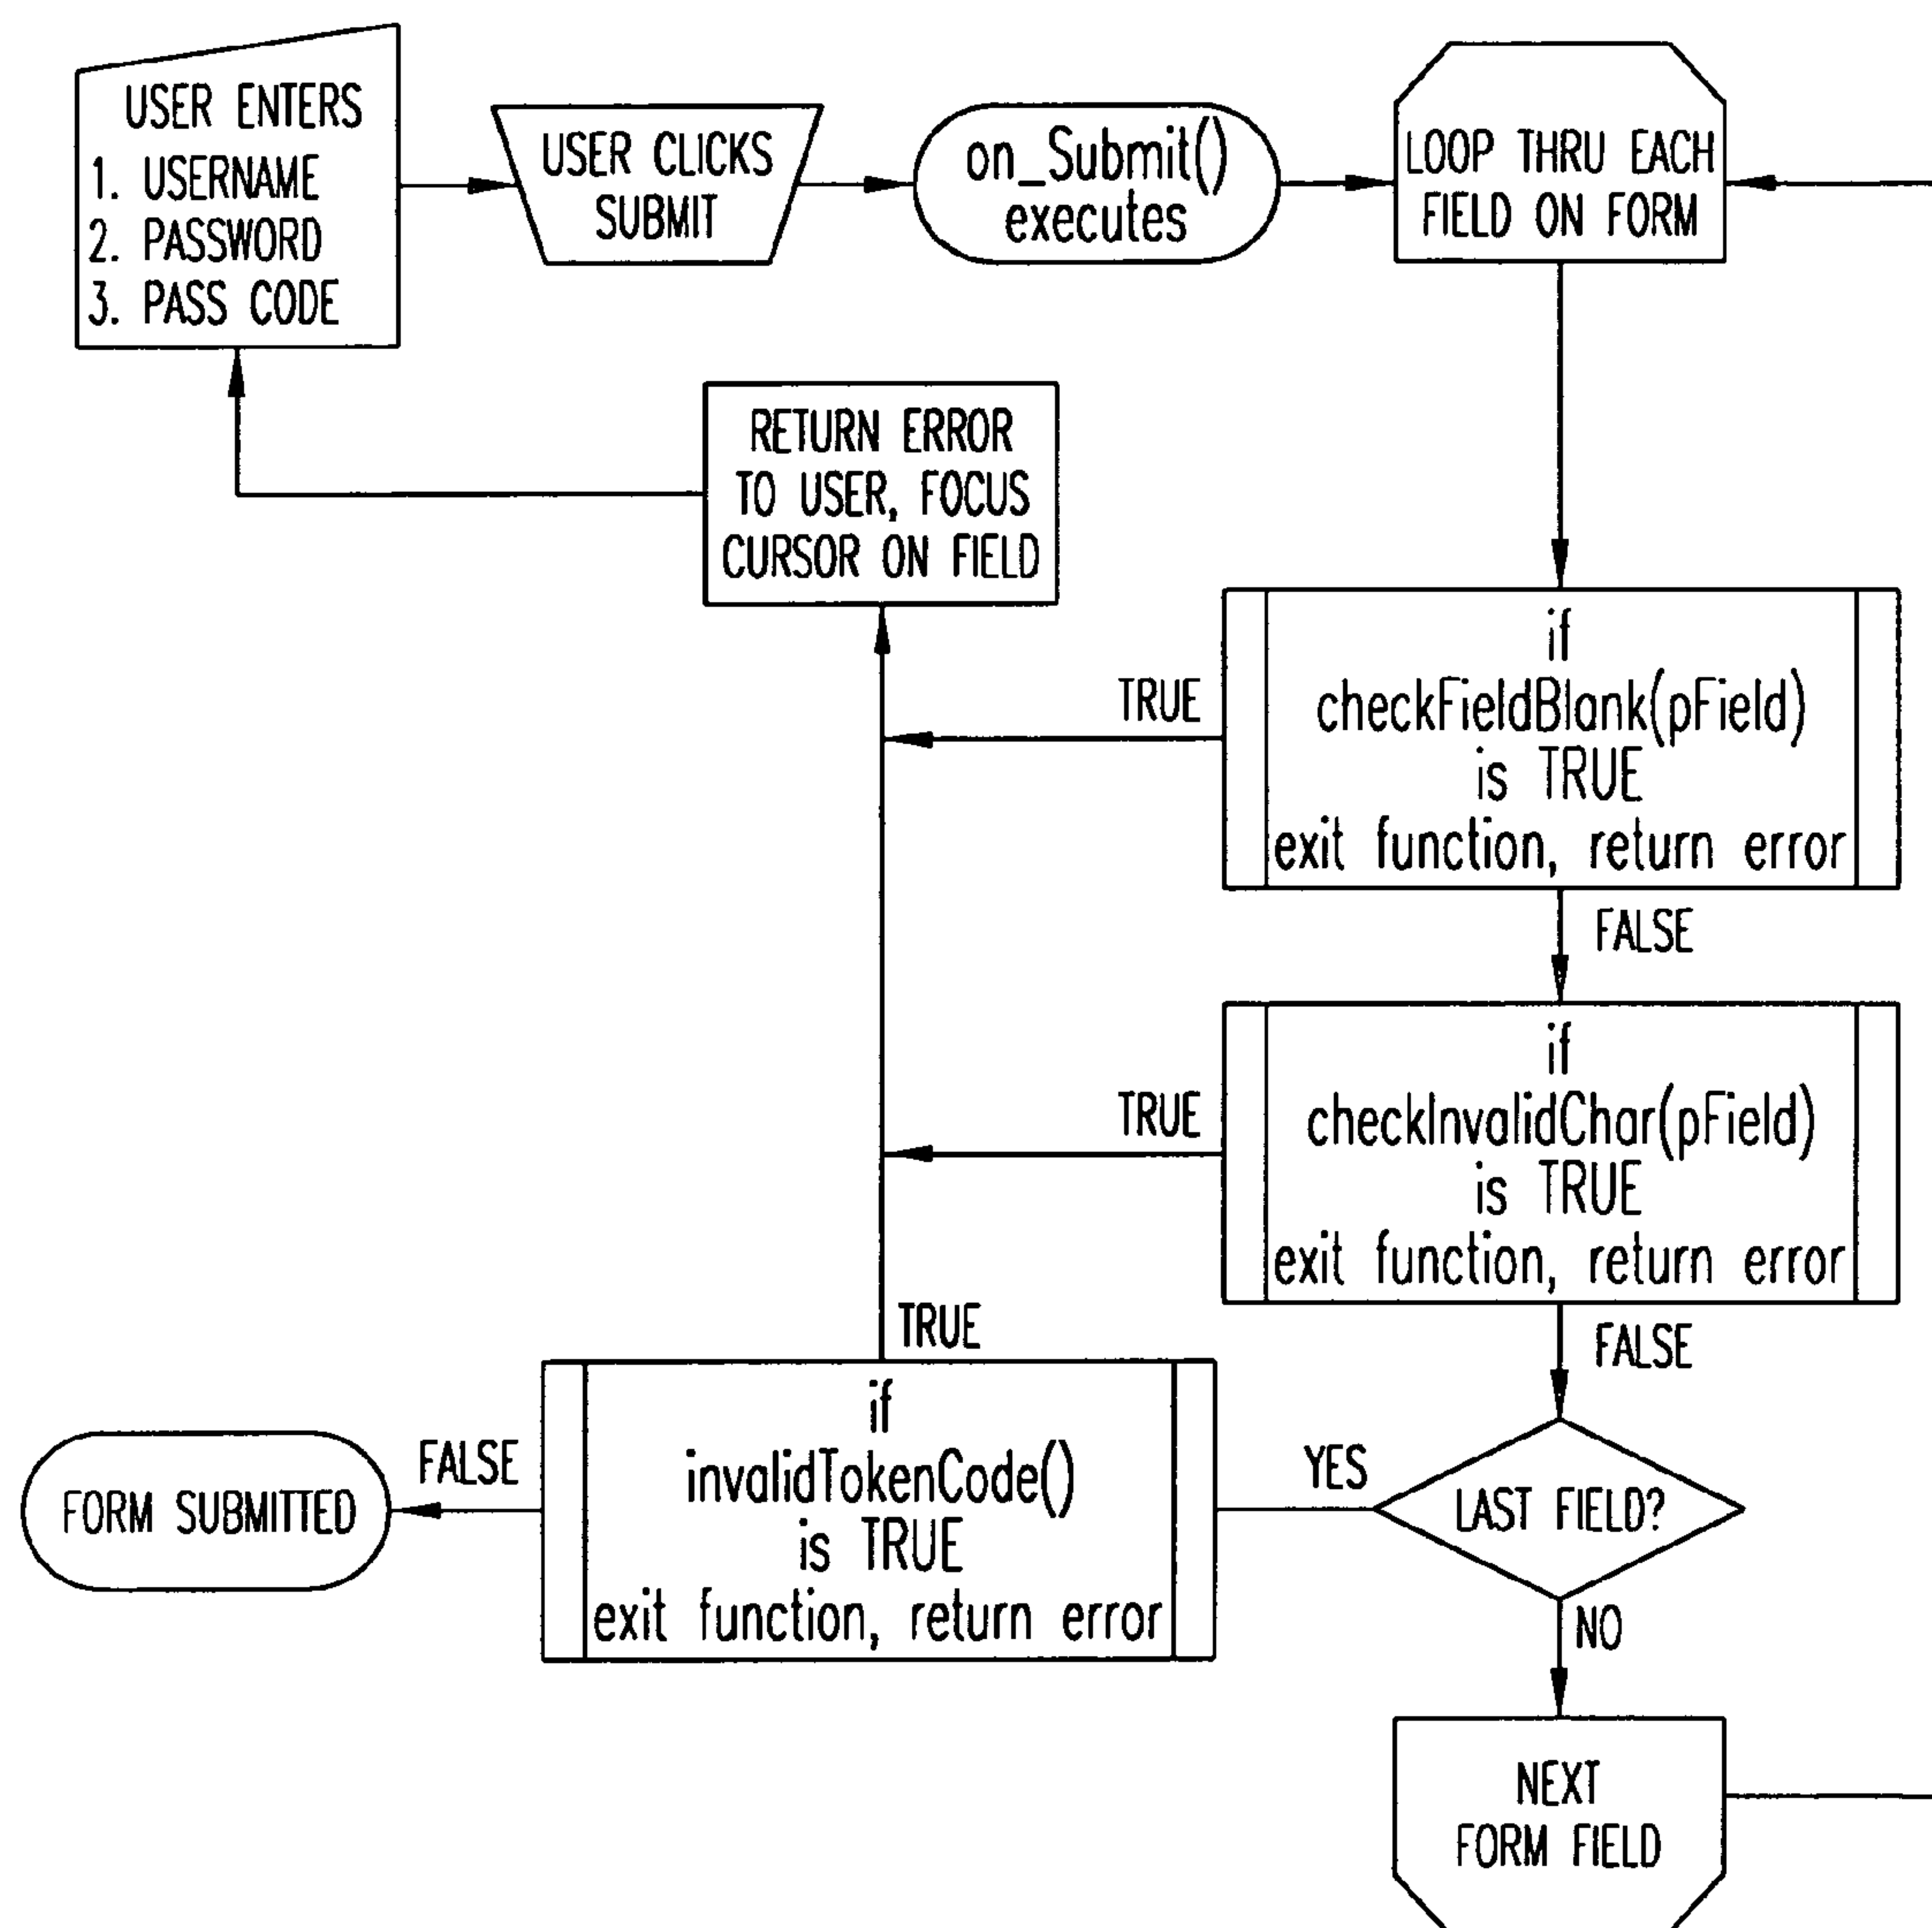 USER ENTERS
1. USERNAME
2. PASSWORD
3. PASS CODE
USER CLICKS
SUBMIT
on_Submit()
executes
LOOP THRU EACH
FIELD ON FORM
RETURN ERROR
TO USER, FOCUS
CURSOR ON FIELD
if
checkFieldBlank(pField)
is TRUE
exit function, return error
TRUE
FALSE
if
checkInvalidChar(pField)
is TRUE
exit function, return error
TRUE
FALSE
LAST FIELD?
YES
NO
if
invalidTokenCode()
is TRUE
exit function, return error
TRUE
FALSE
FORM SUBMITTED
NEXT
FORM FIELD